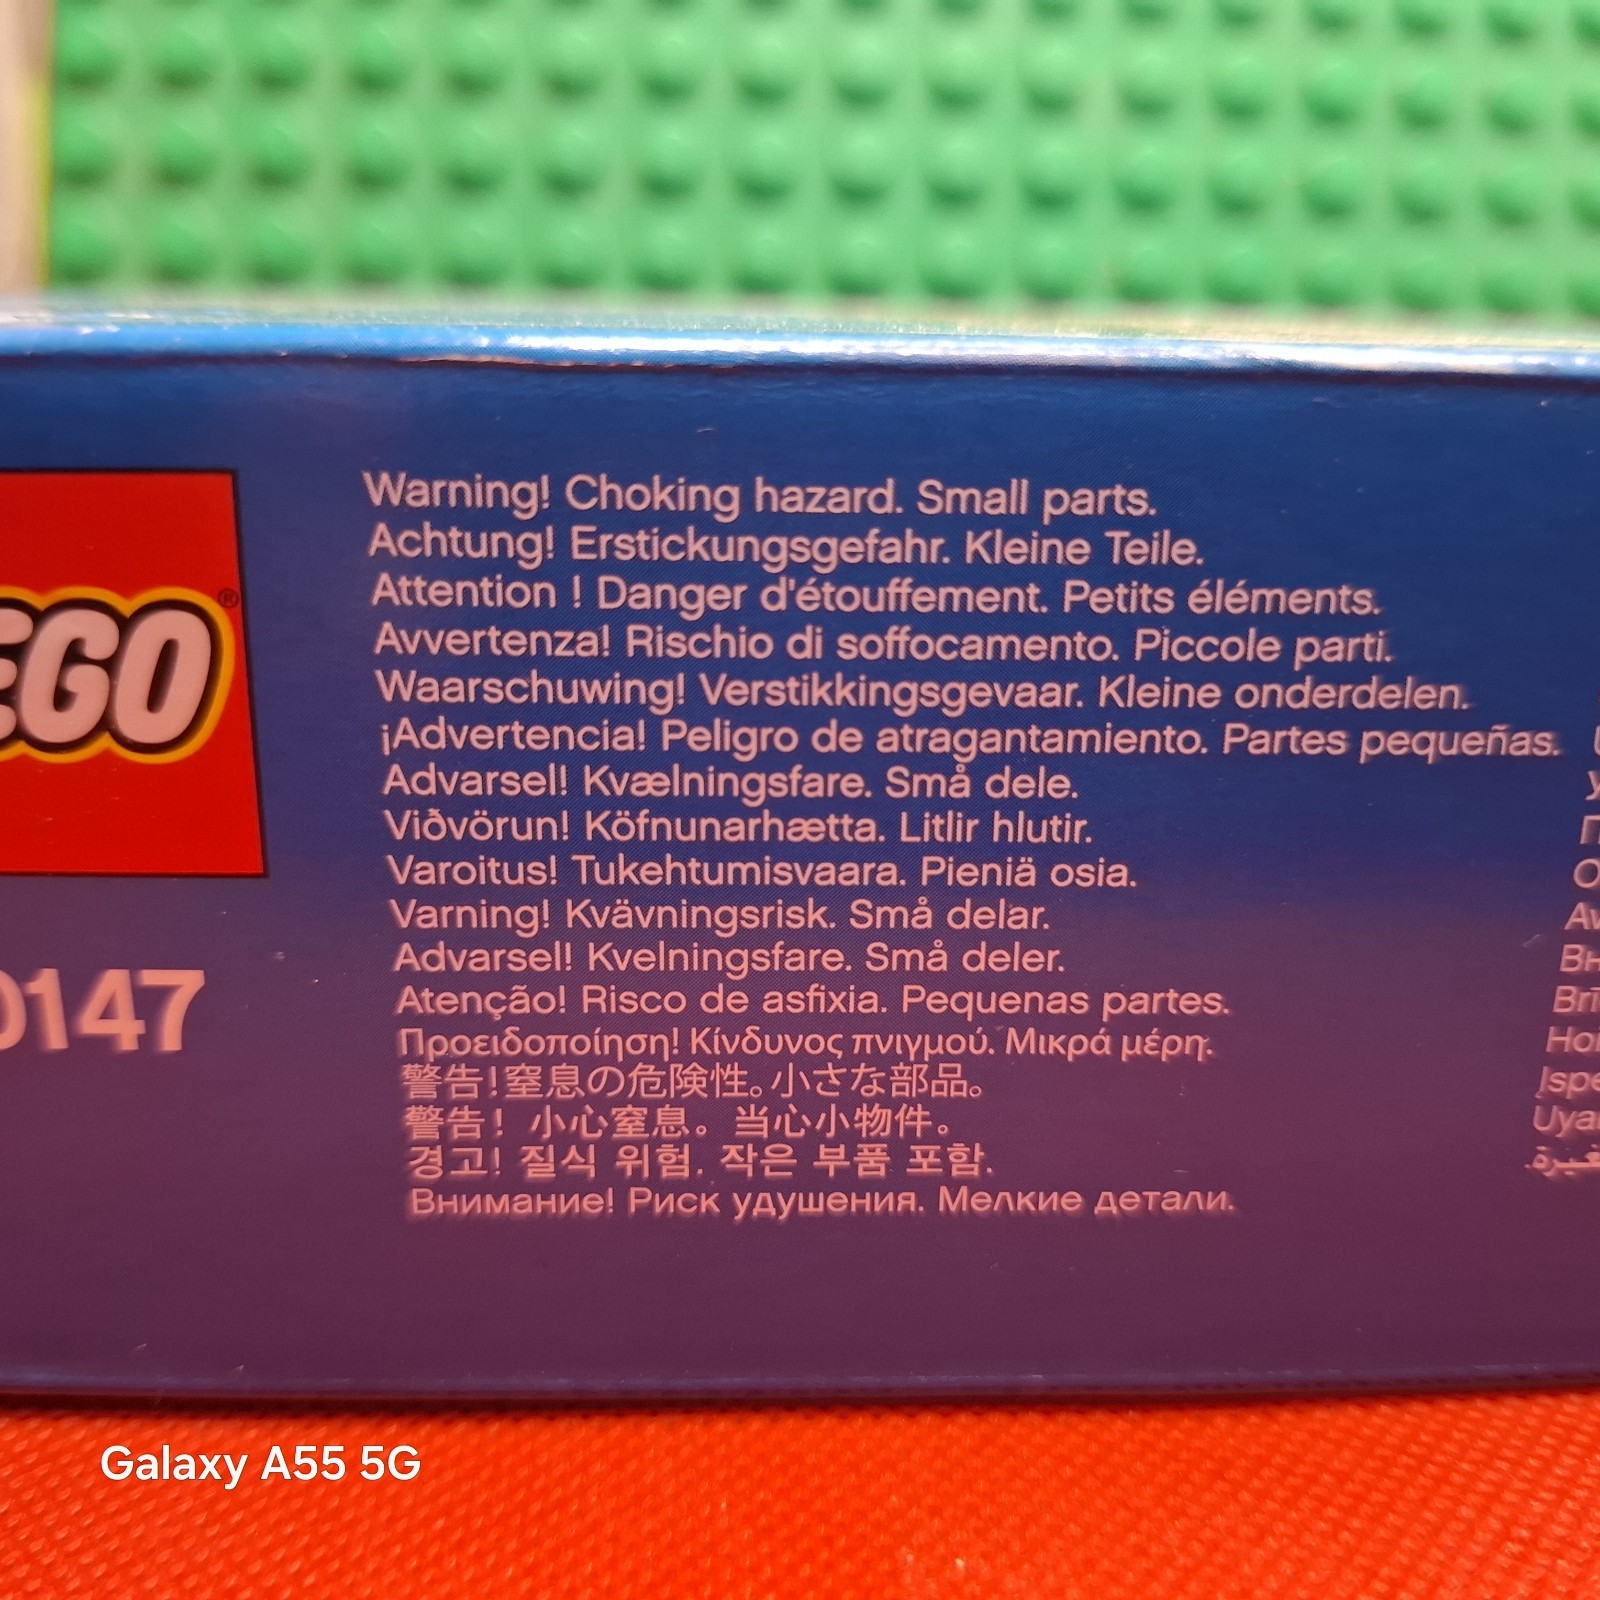 EGO®
0147
Warning! Choking hazard. Small parts.
Achtung! Erstickungsgefahr. Kleine Teile.
Attention ! Danger d'étouffement. Petits éléments.
Avvertenza! Rischio di soffocamento. Piccole parti.
Waarschuwing! Verstikkingsgevaar. Kleine onderdelen.
¡Advertencia! Peligro de atragantamiento. Partes pequeñas.
Advarsel! Kvælningsfare. Små dele.
Viðvörun! Köfnunarhætta. Litlir hlutir.
Varoitus! Tukehtumisvaara. Pieniä osia.
Varning! Kvävningsrisk. Små delar.
Advarsel! Kvelningsfare. Små deler.
Atenção! Risco de asfixia. Pequenas partes.
Προειδοποίηση! Κίνδυνος πνιγμού. Μικρά μέρη.
警告!窒息の危険性。小さな部品。
警告! 小心窒息。当心小物件。
경고! 질식 위험. 작은 부품 포함.
Внимание! Риск удушения. Мелкие детали.
Galaxy A55 5G